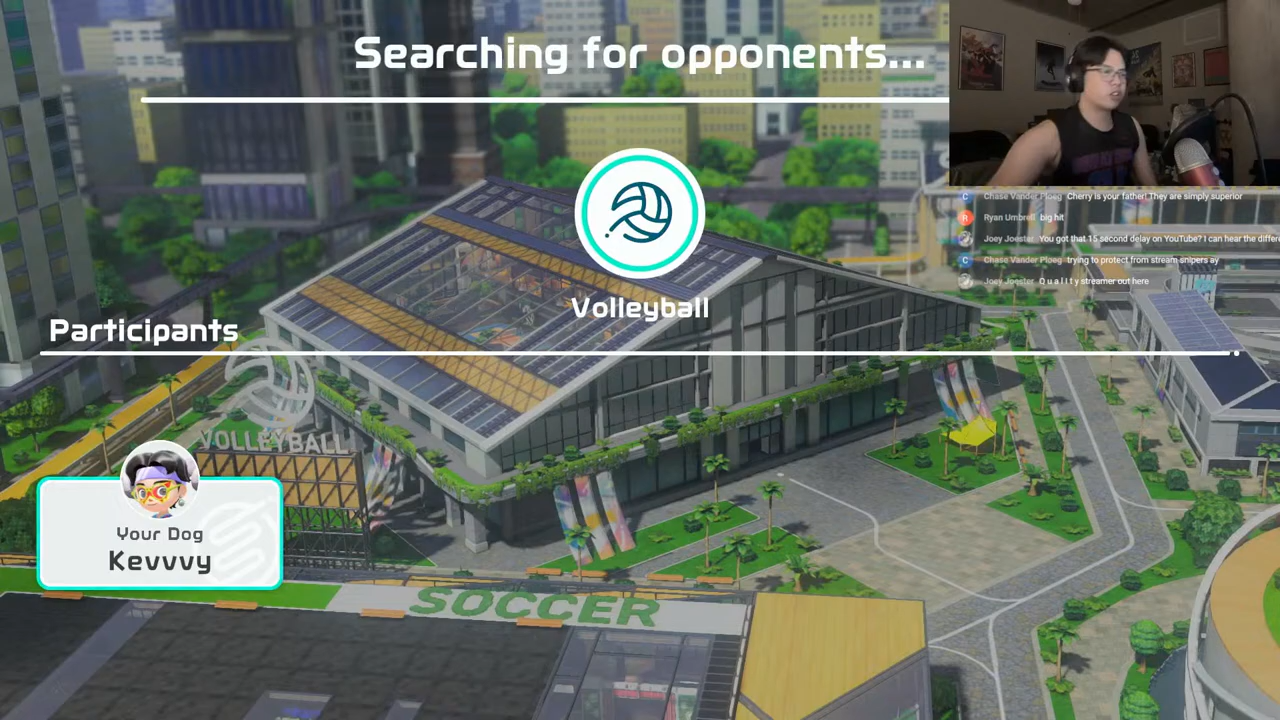 Searching for opponents...
Chase Vander Ploeg Cherry is your father! They are simply superior
Ryan Umbrell big hit
Joey Joester You got that 15 second delay on YouTube? I can hear the differe
Chase Vander Ploeg trying to protect from stream snipers ay
Joey Joester Q u a l i t y streamer out here
Volleyball
Participants
VOLLEYBALL
Your Dog
Kevvvy
SOCCER